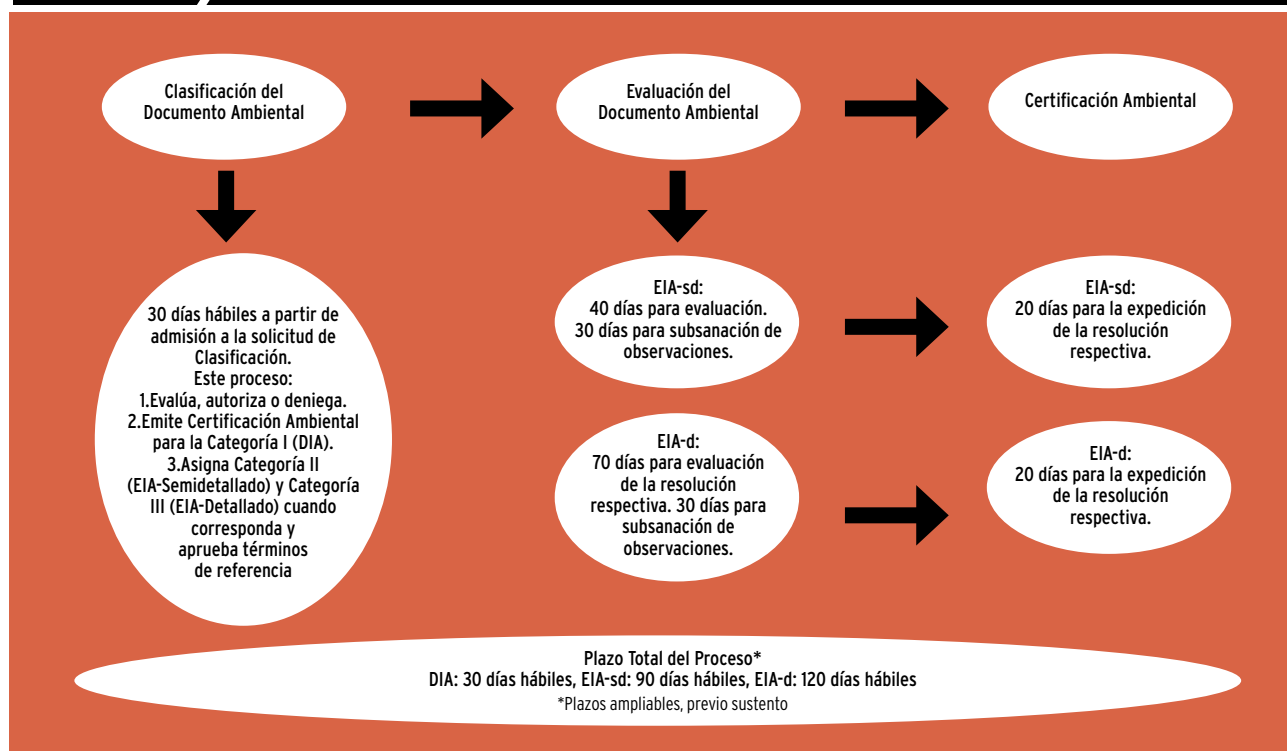 Clasificación del
Documento Ambiental
Evaluación del
Documento Ambiental
Certificación Ambiental
30 días hábiles a partir de
admisión a la solicitud de
Clasificación.
Este proceso:
1.Evalúa, autoriza o deniega.
2.Emite Certificación Ambiental
para la Categoría I (DIA).
3.Asigna Categoría II
(EIA-Semidetallado) y Categoría
III (EIA-Detallado) cuando
corresponda y
aprueba términos
de referencia
EIA-sd:
40 días para evaluación.
30 días para subsanación de
observaciones.
EIA-sd:
20 días para la expedición
de la resolución
respectiva.
EIA-d:
70 días para evaluación
de la resolución
respectiva. 30 días para
subsanación de
observaciones.
EIA-d:
20 días para la expedición
de la resolución
respectiva.
Plazo Total del Proceso*
DIA: 30 días hábiles, EIA-sd: 90 días hábiles, EIA-d: 120 días hábiles
*Plazos ampliables, previo sustento